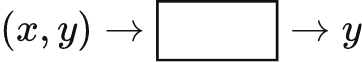 (x, y) → → y